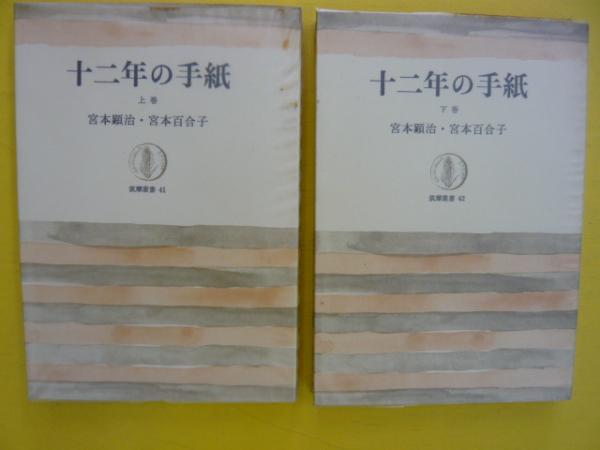 十二年の手紙
上巻
宮本顕治・宮本百合子
筑摩叢書 41
十二年の手紙
下巻
宮本顕治・宮本百合子
筑摩叢書 42